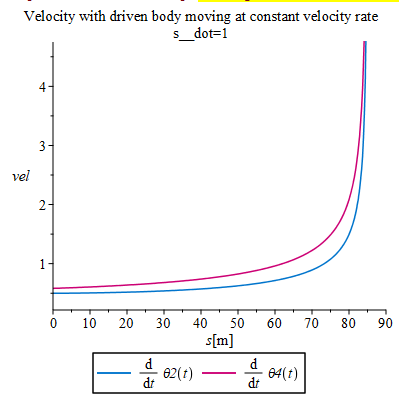 Velocity with driven body moving at constant velocity rate
s__dot=1
4
3
vel
2
1
0 10 20 30 40 50 60 70 80 90
s[m]
d/dt θ2(t) d/dt θ4(t)